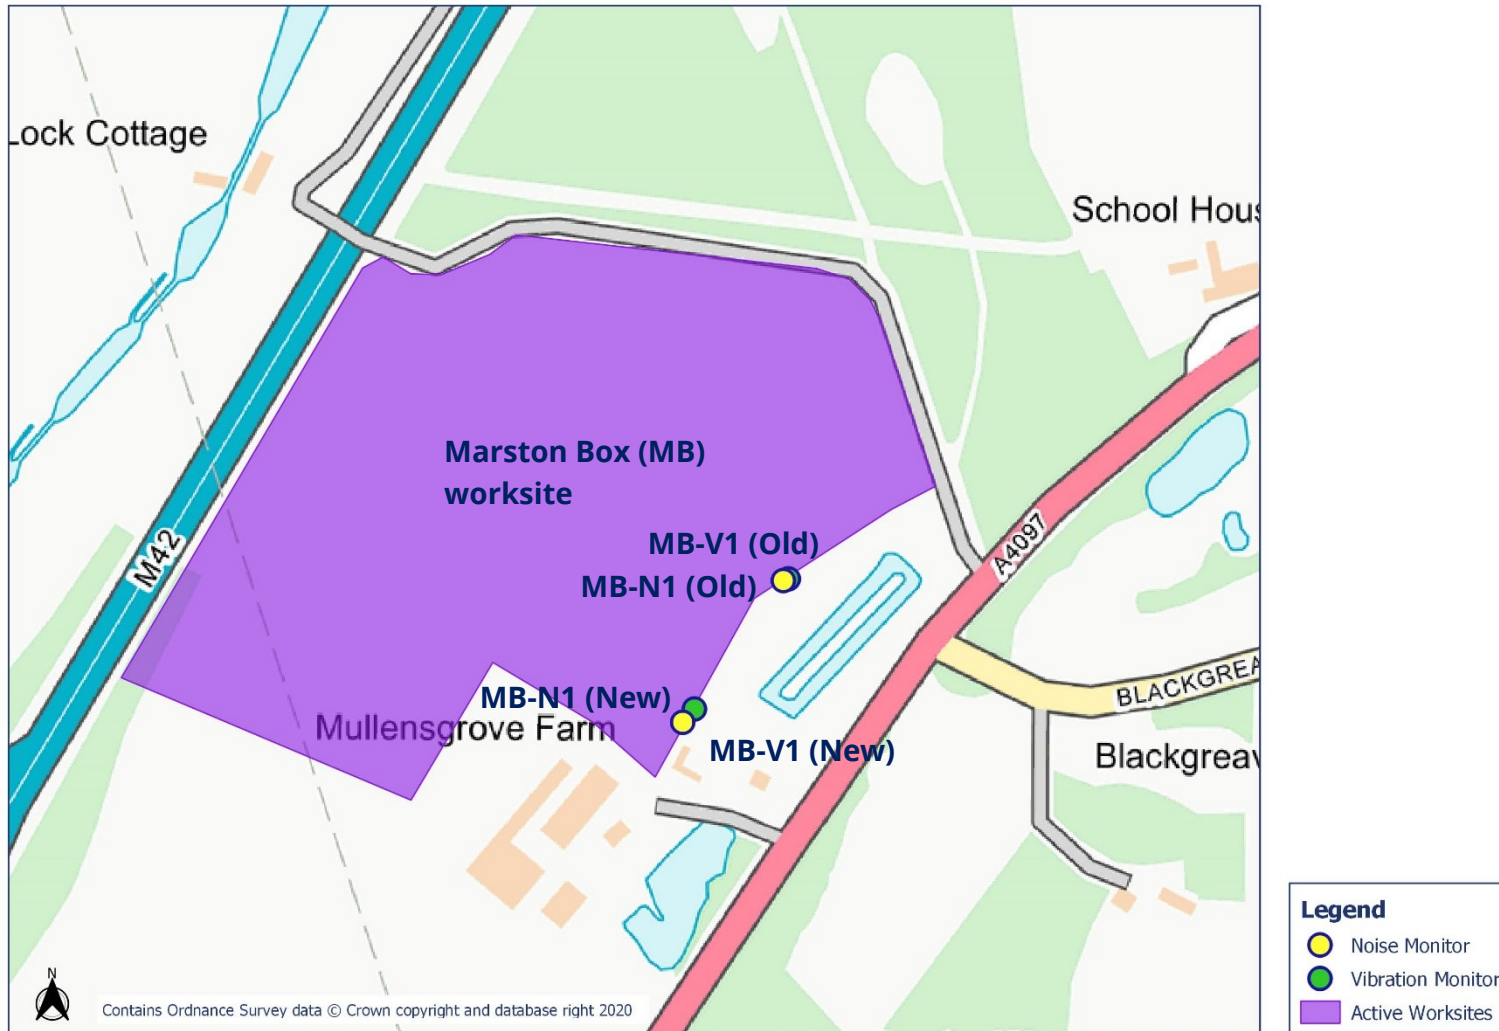 Lock Cottage
School Hous
Marston Box (MB)
worksite
M42
MB-V1 (Old)
A4097
MB-N1 (Old)
BLACKGREA
MB-N1 (New)
Mullensgrove Farm
MB-V1 (New)
Blackgreav
Legend
Noise Monitor
Vibration Monitor
Active Worksites
N
Contains Ordnance Survey data © Crown copyright and database right 2020